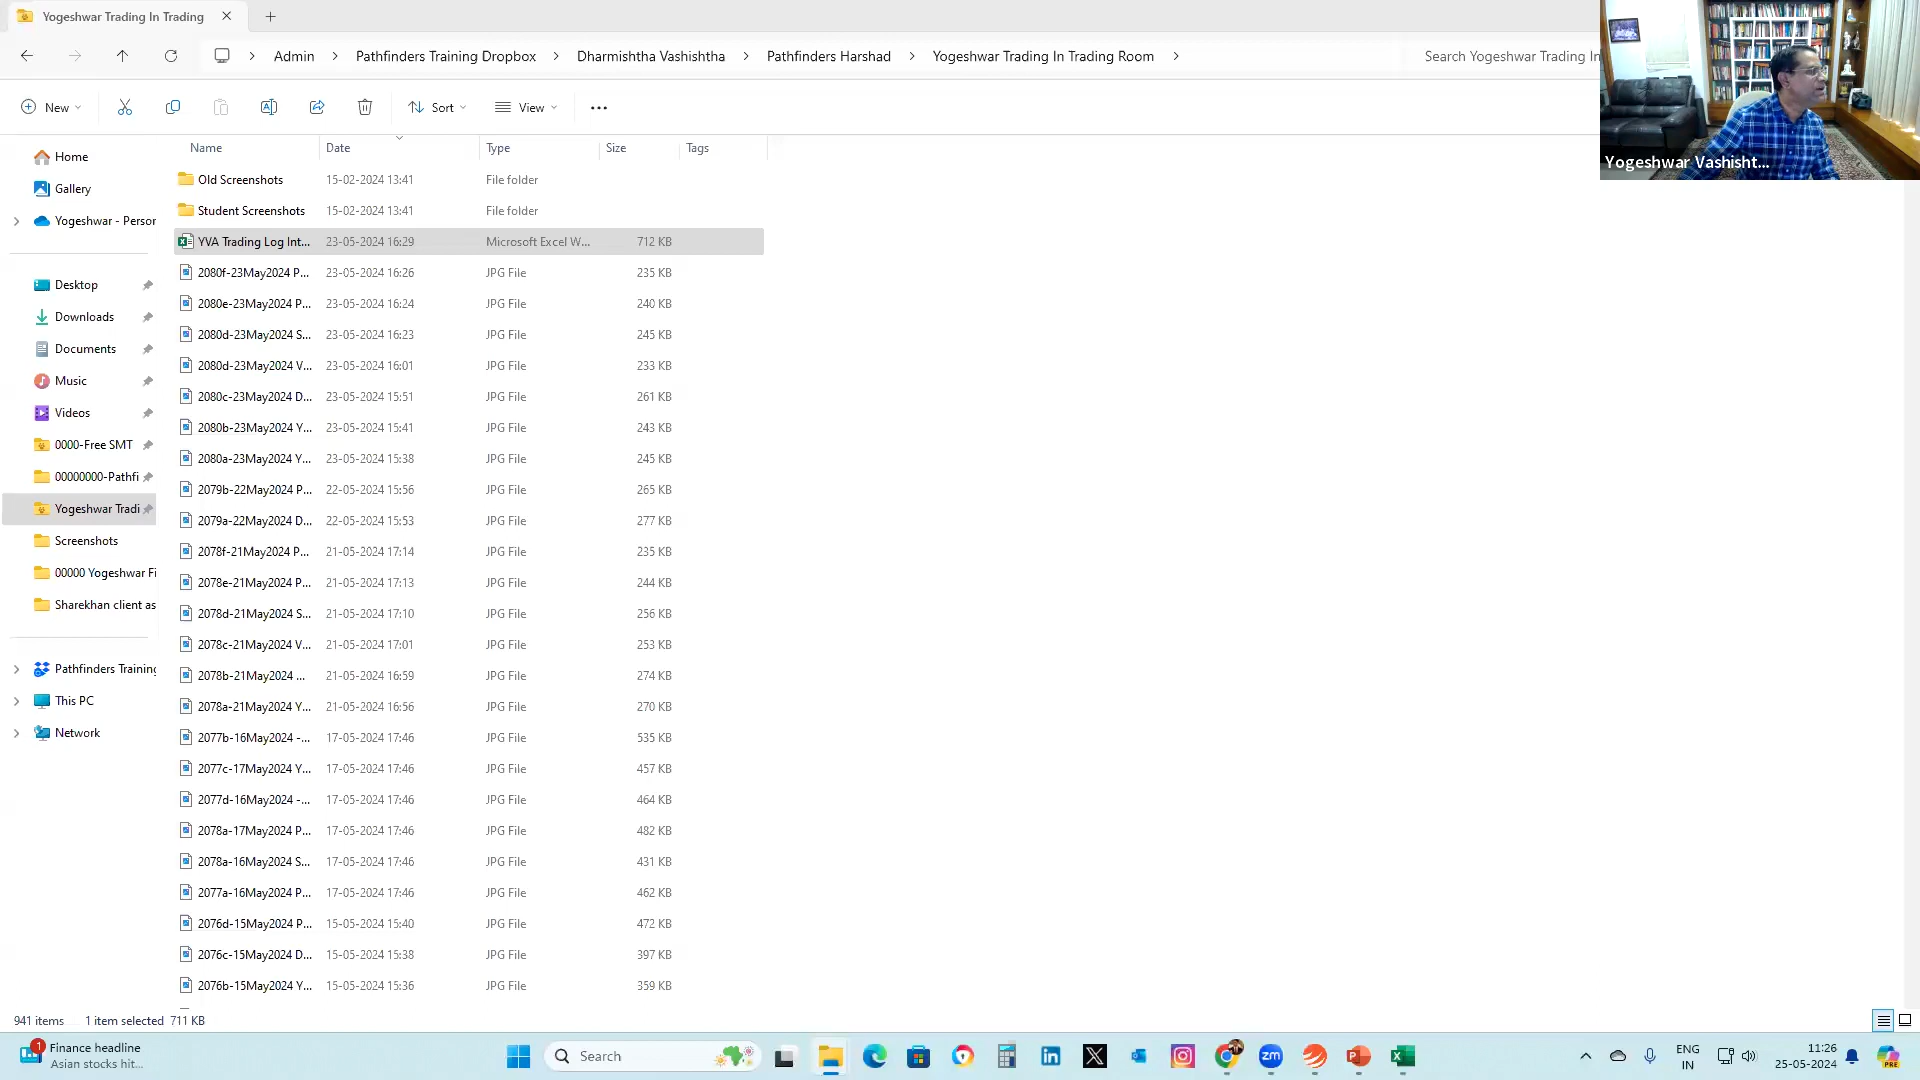 Yogeshwar Trading In Trading
Admin > Pathfinders Training Dropbox > Dharmishtha Vashishtha > Pathfinders Harshad > Yogeshwar Trading In Trading Room >
Search Yogeshwar Trading In
New Sort View
Name Date Type Size Tags
Home
Gallery
Yogeshwar - Persor
Desktop
Downloads
Documents
Music
Videos
0000-Free SMT
00000000-Pathfi
Yogeshwar Tradi
Screenshots
00000 Yogeshwar Fi
Sharekhan client as
Pathfinders Training
This PC
Network
Old Screenshots 15-02-2024 13:41 File folder
Student Screenshots 15-02-2024 13:41 File folder
YVA Trading Log Int... 23-05-2024 16:29 Microsoft Excel W... 712 KB
2080f-23May2024 P... 23-05-2024 16:26 JPG File 235 KB
2080e-23May2024 P... 23-05-2024 16:24 JPG File 240 KB
2080d-23May2024 S... 23-05-2024 16:23 JPG File 245 KB
2080d-23May2024 V... 23-05-2024 16:01 JPG File 233 KB
2080c-23May2024 D... 23-05-2024 15:51 JPG File 261 KB
2080b-23May2024 Y... 23-05-2024 15:41 JPG File 243 KB
2080a-23May2024 Y... 23-05-2024 15:38 JPG File 245 KB
2079b-22May2024 P... 22-05-2024 15:56 JPG File 265 KB
2079a-22May2024 D... 22-05-2024 15:53 JPG File 277 KB
2078f-21May2024 P... 21-05-2024 17:14 JPG File 235 KB
2078e-21May2024 P... 21-05-2024 17:13 JPG File 244 KB
2078d-21May2024 S... 21-05-2024 17:10 JPG File 256 KB
2078c-21May2024 V... 21-05-2024 17:01 JPG File 253 KB
2078b-21May2024 ... 21-05-2024 16:59 JPG File 274 KB
2078a-21May2024 Y... 21-05-2024 16:56 JPG File 270 KB
2077b-16May2024 -... 17-05-2024 17:46 JPG File 535 KB
2077c-17May2024 Y... 17-05-2024 17:46 JPG File 457 KB
2077d-16May2024 -... 17-05-2024 17:46 JPG File 464 KB
2078a-17May2024 P... 17-05-2024 17:46 JPG File 482 KB
2078a-16May2024 S... 17-05-2024 17:46 JPG File 431 KB
2077a-16May2024 P... 17-05-2024 17:46 JPG File 462 KB
2076d-15May2024 P... 15-05-2024 15:40 JPG File 472 KB
2076c-15May2024 D... 15-05-2024 15:38 JPG File 397 KB
2076b-15May2024 Y... 15-05-2024 15:36 JPG File 359 KB
Yogeshwar Vashisht...
941 items 1 item selected 711 KB
1
Finance headline
Asian stocks hit...
Search
zm
ENG
IN
11:26
25-05-2024
PRE